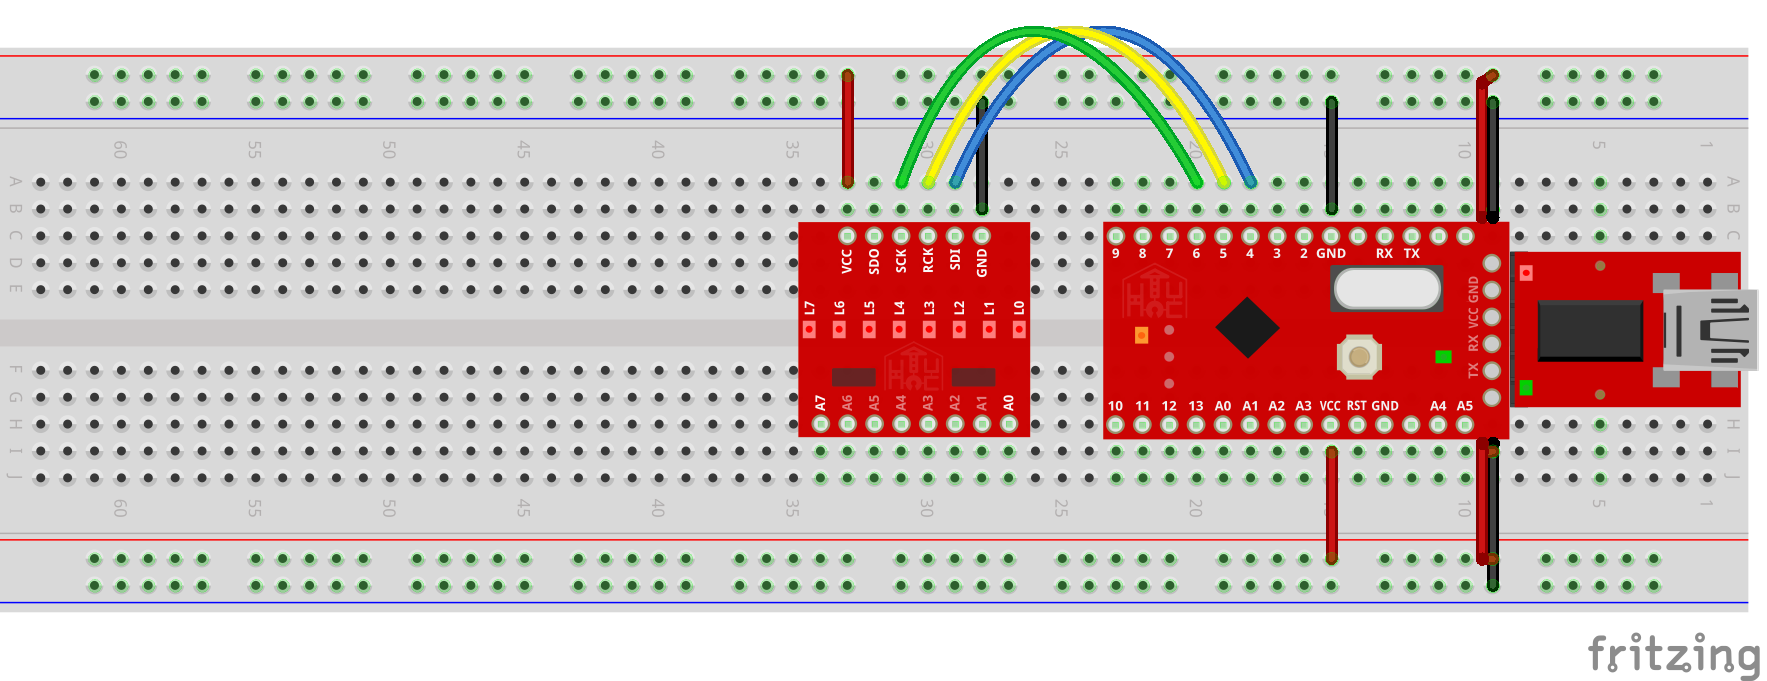 60 55 50 45 40 35 30 25 20 10 5 1
A A
B B
C C
D
E
VCC SDO SCK RCK SDI GND
9 8 7 6 5 4 3 2 GND RX TX
L7 L6 L5 L4 L3 L2 L1 L0
GND
VCC
RX
TX
F
G
H H
I I
J J
A7 A6 A5 A4 A3 A2 A1 A0
10 11 12 13 A0 A1 A2 A3 VCC RST GND A4 A5
60 55 50 45 40 35 30 25 20 10 5 1
fritzing